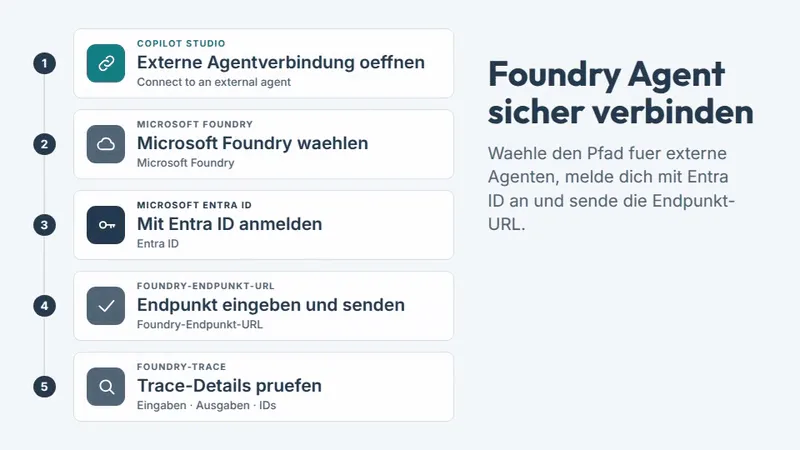 1
COPILOT STUDIO
Externe Agentverbindung oeffnen
Connect to an external agent
2
MICROSOFT FOUNDRY
Microsoft Foundry waehlen
Microsoft Foundry
3
MICROSOFT ENTRA ID
Mit Entra ID anmelden
Entra ID
4
FOUNDRY-ENDPUNKT-URL
Endpunkt eingeben und senden
Foundry-Endpunkt-URL
5
FOUNDRY-TRACE
Trace-Details pruefen
Eingaben · Ausgaben · IDs
Foundry Agent
sicher verbinden
Waehle den Pfad fuer externe
Agenten, melde dich mit Entra
ID an und sende die Endpunkt-
URL.